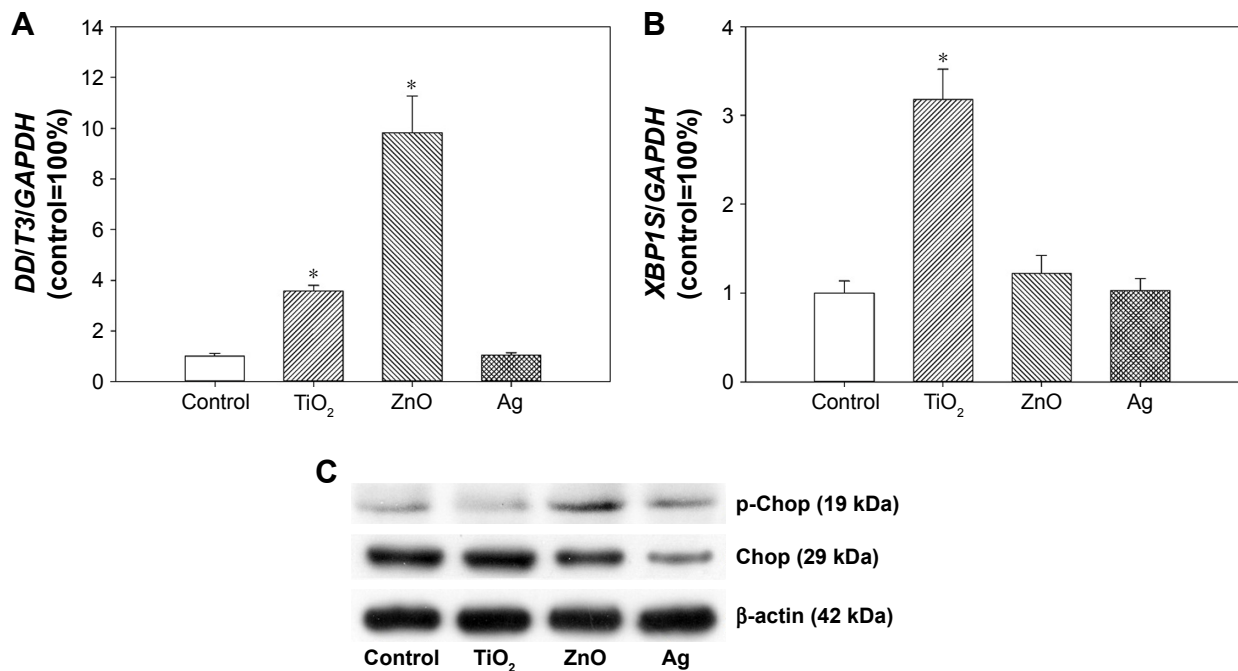 A
DDIT3/GAPDH
(control=100%)
14
12
10
8
6
4
2
0
*
*
Control
TiO₂
ZnO
Ag
B
XBP1S/GAPDH
(control=100%)
4
3
2
1
0
*
Control
TiO₂
ZnO
Ag
C
p-Chop (19 kDa)
Chop (29 kDa)
β-actin (42 kDa)
Control TiO₂ ZnO Ag